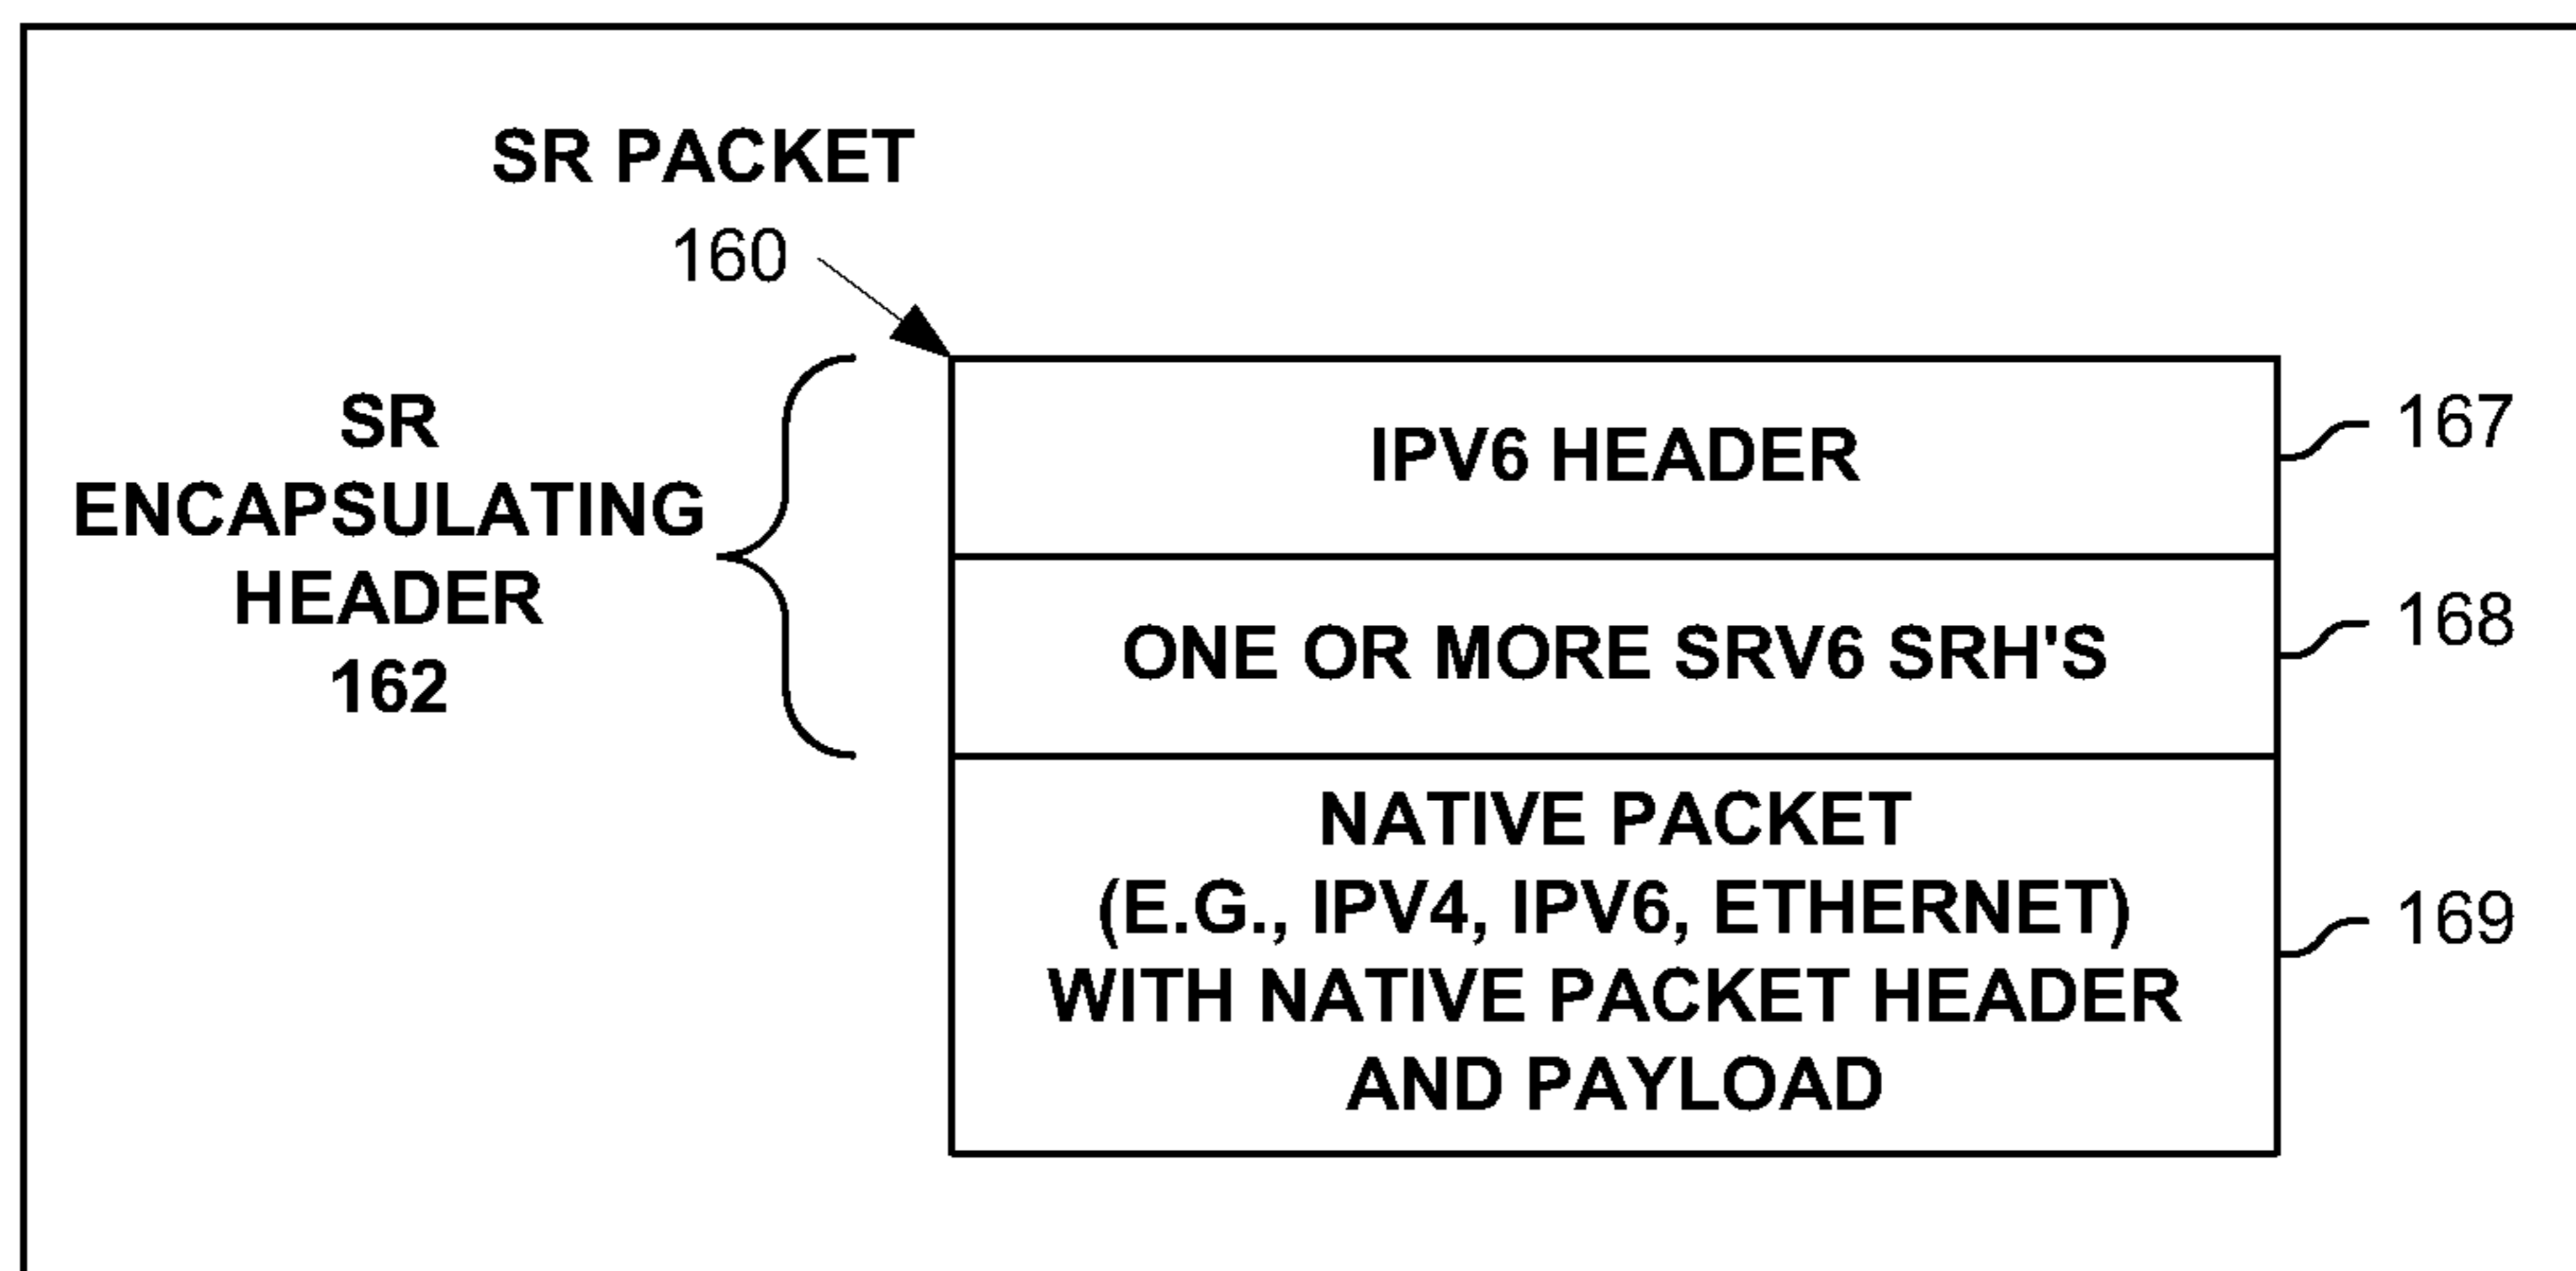 SR PACKET
160
SR
ENCAPSULATING
HEADER
162
IPV6 HEADER
167
ONE OR MORE SRV6 SRH'S
168
NATIVE PACKET
(E.G., IPV4, IPV6, ETHERNET)
WITH NATIVE PACKET HEADER
AND PAYLOAD
169